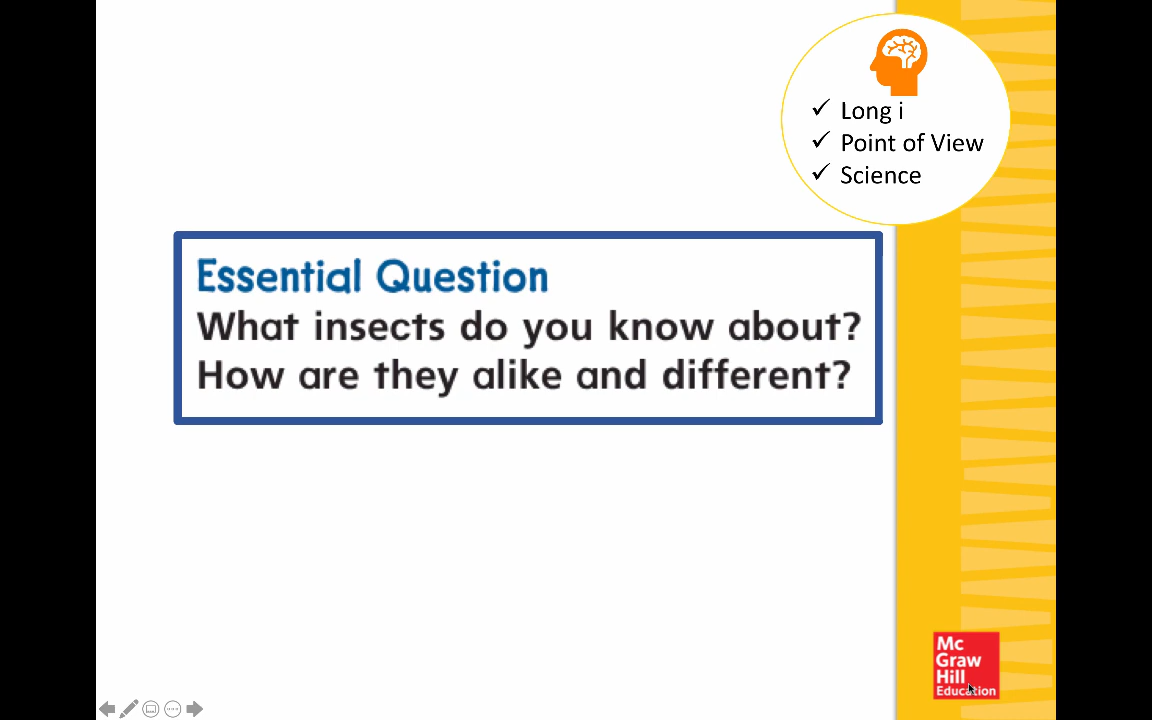 Long i
Point of View
Science
Essential Question
What insects do you know about?
How are they alike and different?
Mc
Graw
Hill
Education